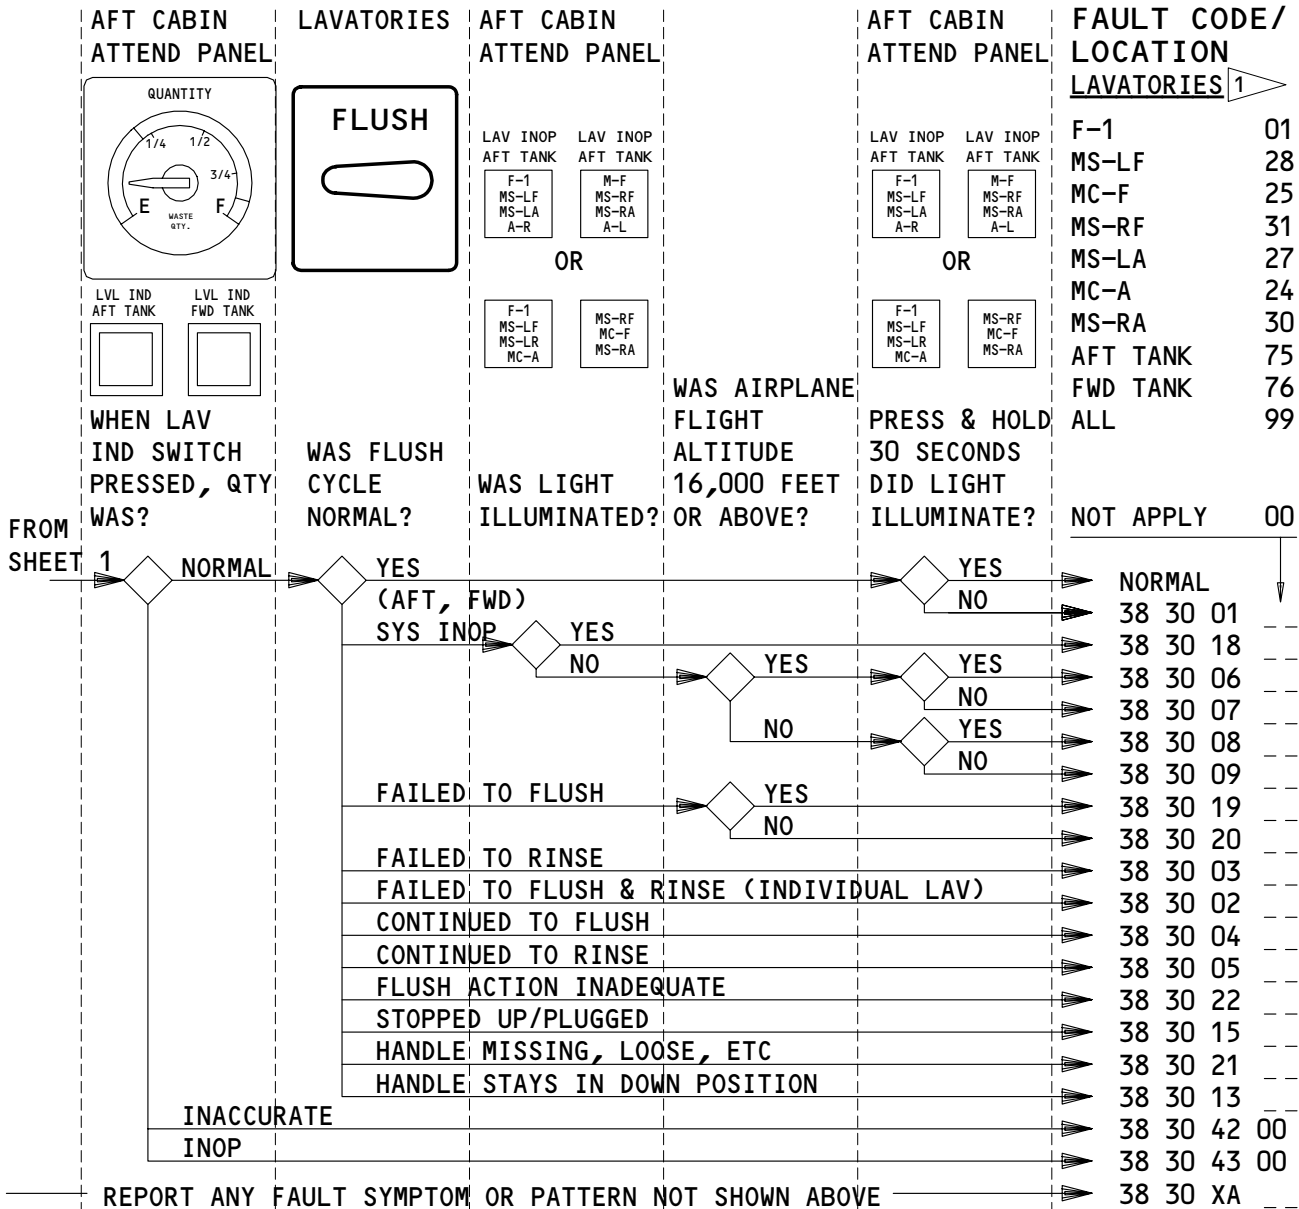 AFT CABIN
ATTEND PANEL
LAVATORIES
AFT CABIN
ATTEND PANEL
AFT CABIN
ATTEND PANEL
FAULT CODE/
LOCATION
LAVATORIES 1
QUANTITY
1/4 1/2
3/4
E F
WASTE
QTY.
LVL IND
AFT TANK
LVL IND
FWD TANK
FLUSH
LAV INOP
AFT TANK
F-1
MS-LF
MS-LA
A-R
LAV INOP
AFT TANK
M-F
MS-RF
MS-RA
A-L
OR
F-1
MS-LF
MS-LR
MC-A
MS-RF
MC-F
MS-RA
LAV INOP
AFT TANK
F-1
MS-LF
MS-LA
A-R
LAV INOP
AFT TANK
M-F
MS-RF
MS-RA
A-L
OR
F-1
MS-LF
MS-LR
MC-A
MS-RF
MC-F
MS-RA
F-1 01
MS-LF 28
MC-F 25
MS-RF 31
MS-LA 27
MC-A 24
MS-RA 30
AFT TANK 75
FWD TANK 76
ALL 99
NOT APPLY 00
WHEN LAV
IND SWITCH
PRESSED, QTY
WAS?
WAS FLUSH
CYCLE
NORMAL?
WAS LIGHT
ILLUMINATED?
WAS AIRPLANE
FLIGHT
ALTITUDE
16,000 FEET
OR ABOVE?
PRESS & HOLD
30 SECONDS
DID LIGHT
ILLUMINATE?
FROM
SHEET 1
NORMAL
YES
YES
NORMAL
(AFT, FWD)
NO
38 30 01 _ _
SYS INOP
YES
38 30 18 _ _
NO
YES
YES
38 30 06 _ _
NO
38 30 07 _ _
NO
YES
38 30 08 _ _
NO
38 30 09 _ _
FAILED TO FLUSH
YES
38 30 19 _ _
NO
38 30 20 _ _
FAILED TO RINSE
38 30 03 _ _
FAILED TO FLUSH & RINSE (INDIVIDUAL LAV)
38 30 02 _ _
CONTINUED TO FLUSH
38 30 04 _ _
CONTINUED TO RINSE
38 30 05 _ _
FLUSH ACTION INADEQUATE
38 30 22 _ _
STOPPED UP/PLUGGED
38 30 15 _ _
HANDLE MISSING, LOOSE, ETC
38 30 21 _ _
HANDLE STAYS IN DOWN POSITION
38 30 13 _ _
INACCURATE
38 30 42 00
INOP
38 30 43 00
REPORT ANY FAULT SYMPTOM OR PATTERN NOT SHOWN ABOVE
38 30 XA _ _